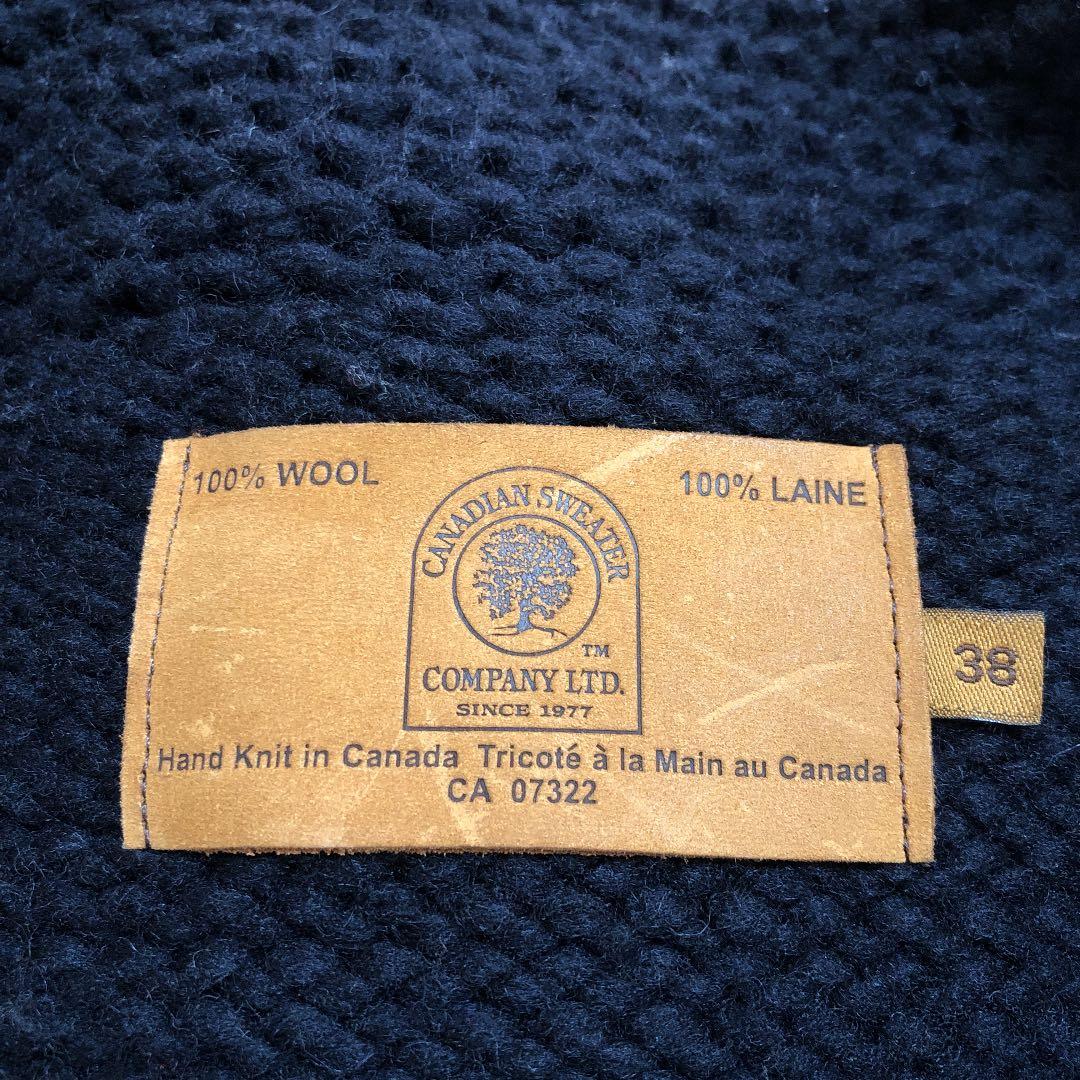 100% WOOL
100% LAINE
CANADIAN SWEATER
TM
COMPANY LTD.
SINCE 1977
38
Hand Knit in Canada Tricoté à la Main au Canada
CA 07322